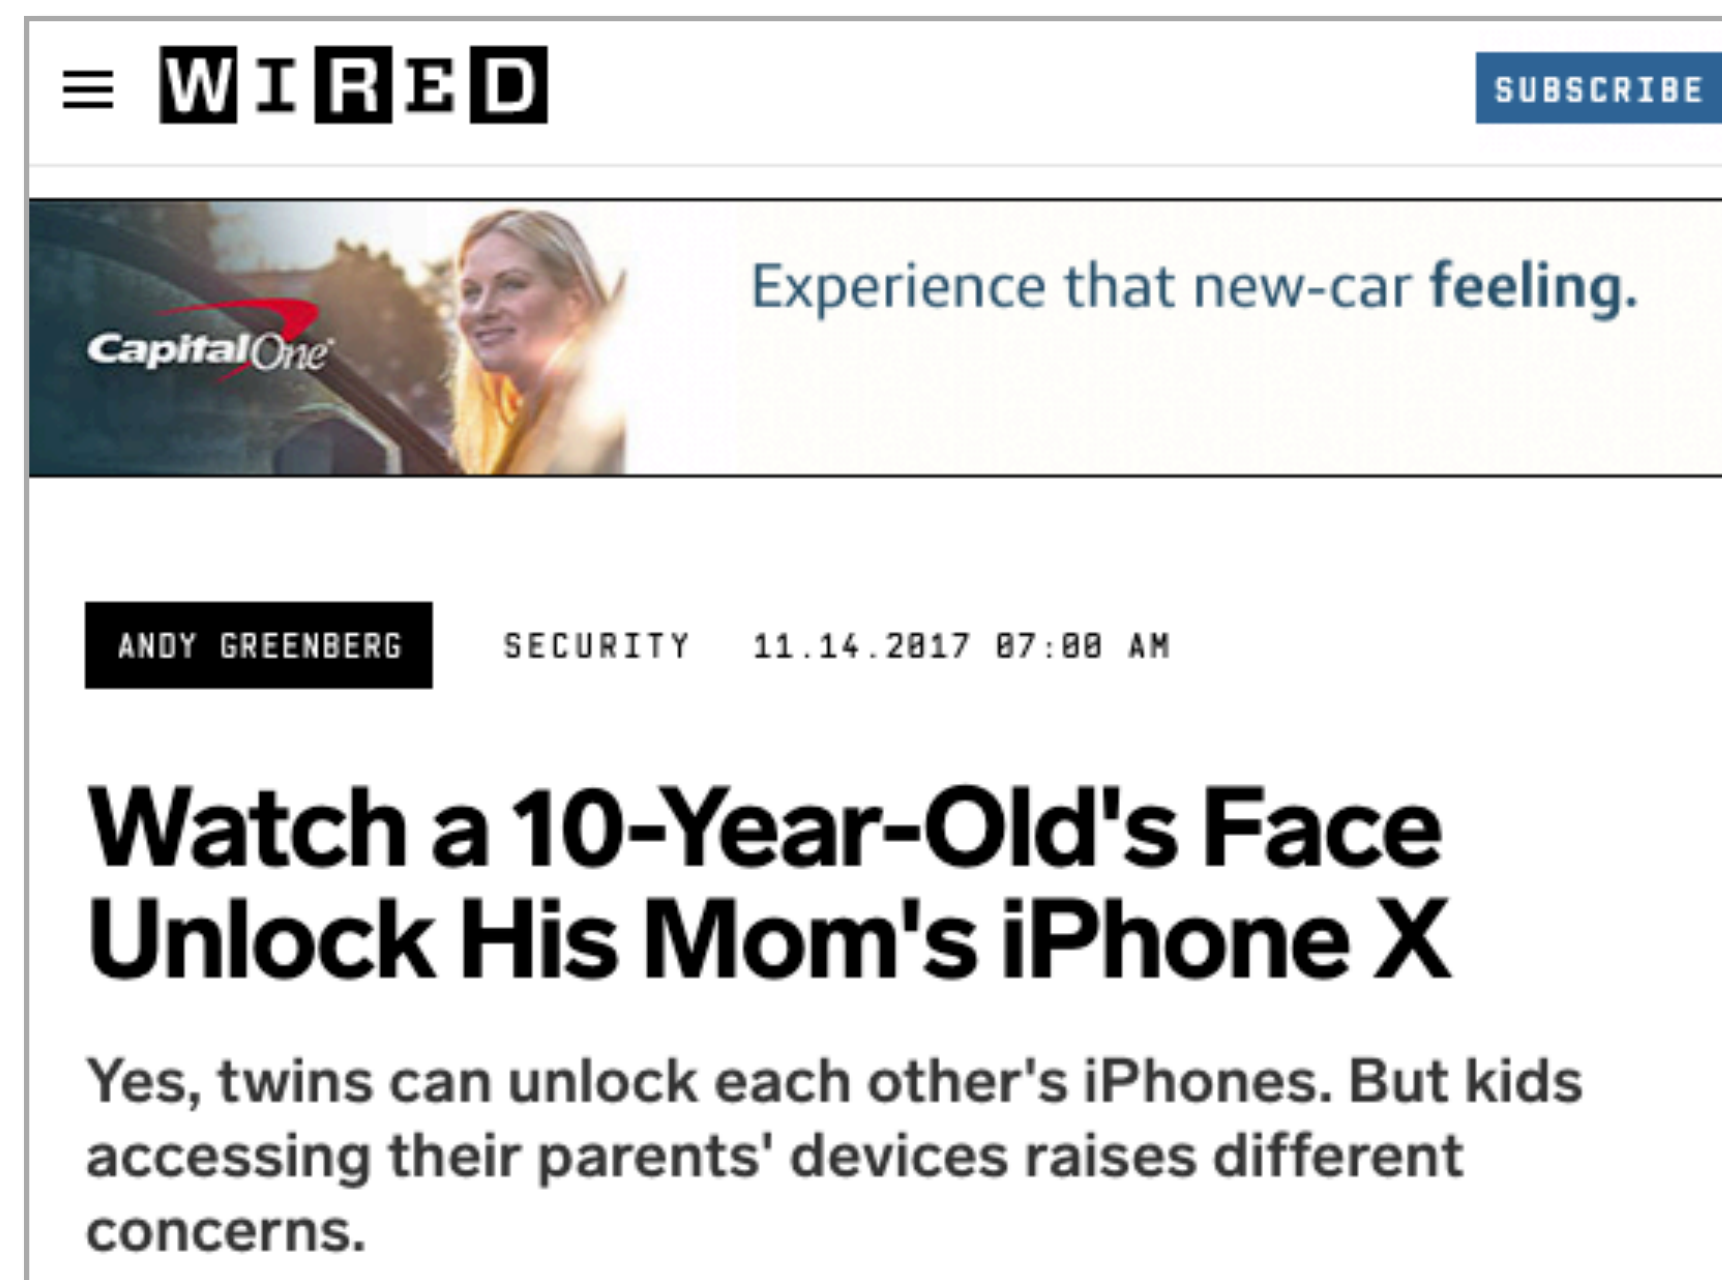 WIRED
SUBSCRIBE
Experience that new-car feeling.
CapitalOne
ANDY GREENBERG SECURITY 11.14.2017 07:00 AM
Watch a 10-Year-Old's Face
Unlock His Mom's iPhone X
Yes, twins can unlock each other's iPhones. But kids
accessing their parents' devices raises different
concerns.